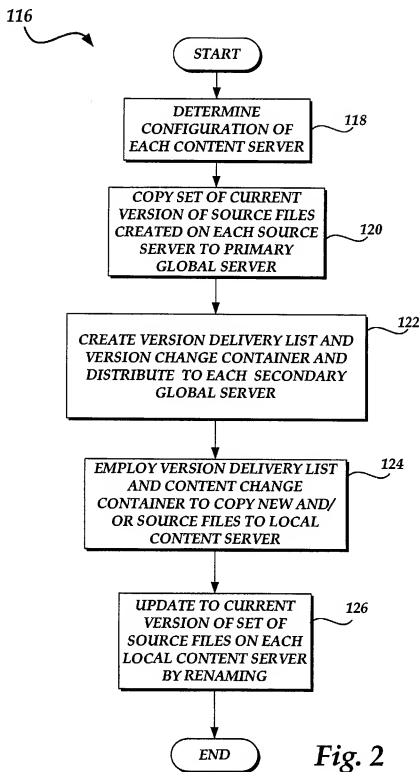 116
START
DETERMINE
CONFIGURATION OF
EACH CONTENT SERVER
118
COPY SET OF CURRENT
VERSION OF SOURCE FILES
CREATED ON EACH SOURCE
SERVER TO PRIMARY
GLOBAL SERVER
120
CREATE VERSION DELIVERY LIST AND
VERSION CHANGE CONTAINER AND
DISTRIBUTE TO EACH SECONDARY
GLOBAL SERVER
122
EMPLOY VERSION DELIVERY LIST
AND CONTENT CHANGE
CONTAINER TO COPY NEW AND/
OR SOURCE FILES TO LOCAL
CONTENT SERVER
124
UPDATE TO CURRENT
VERSION OF SET OF
SOURCE FILES ON EACH
LOCAL CONTENT SERVER
BY RENAMING
126
END
Fig. 2